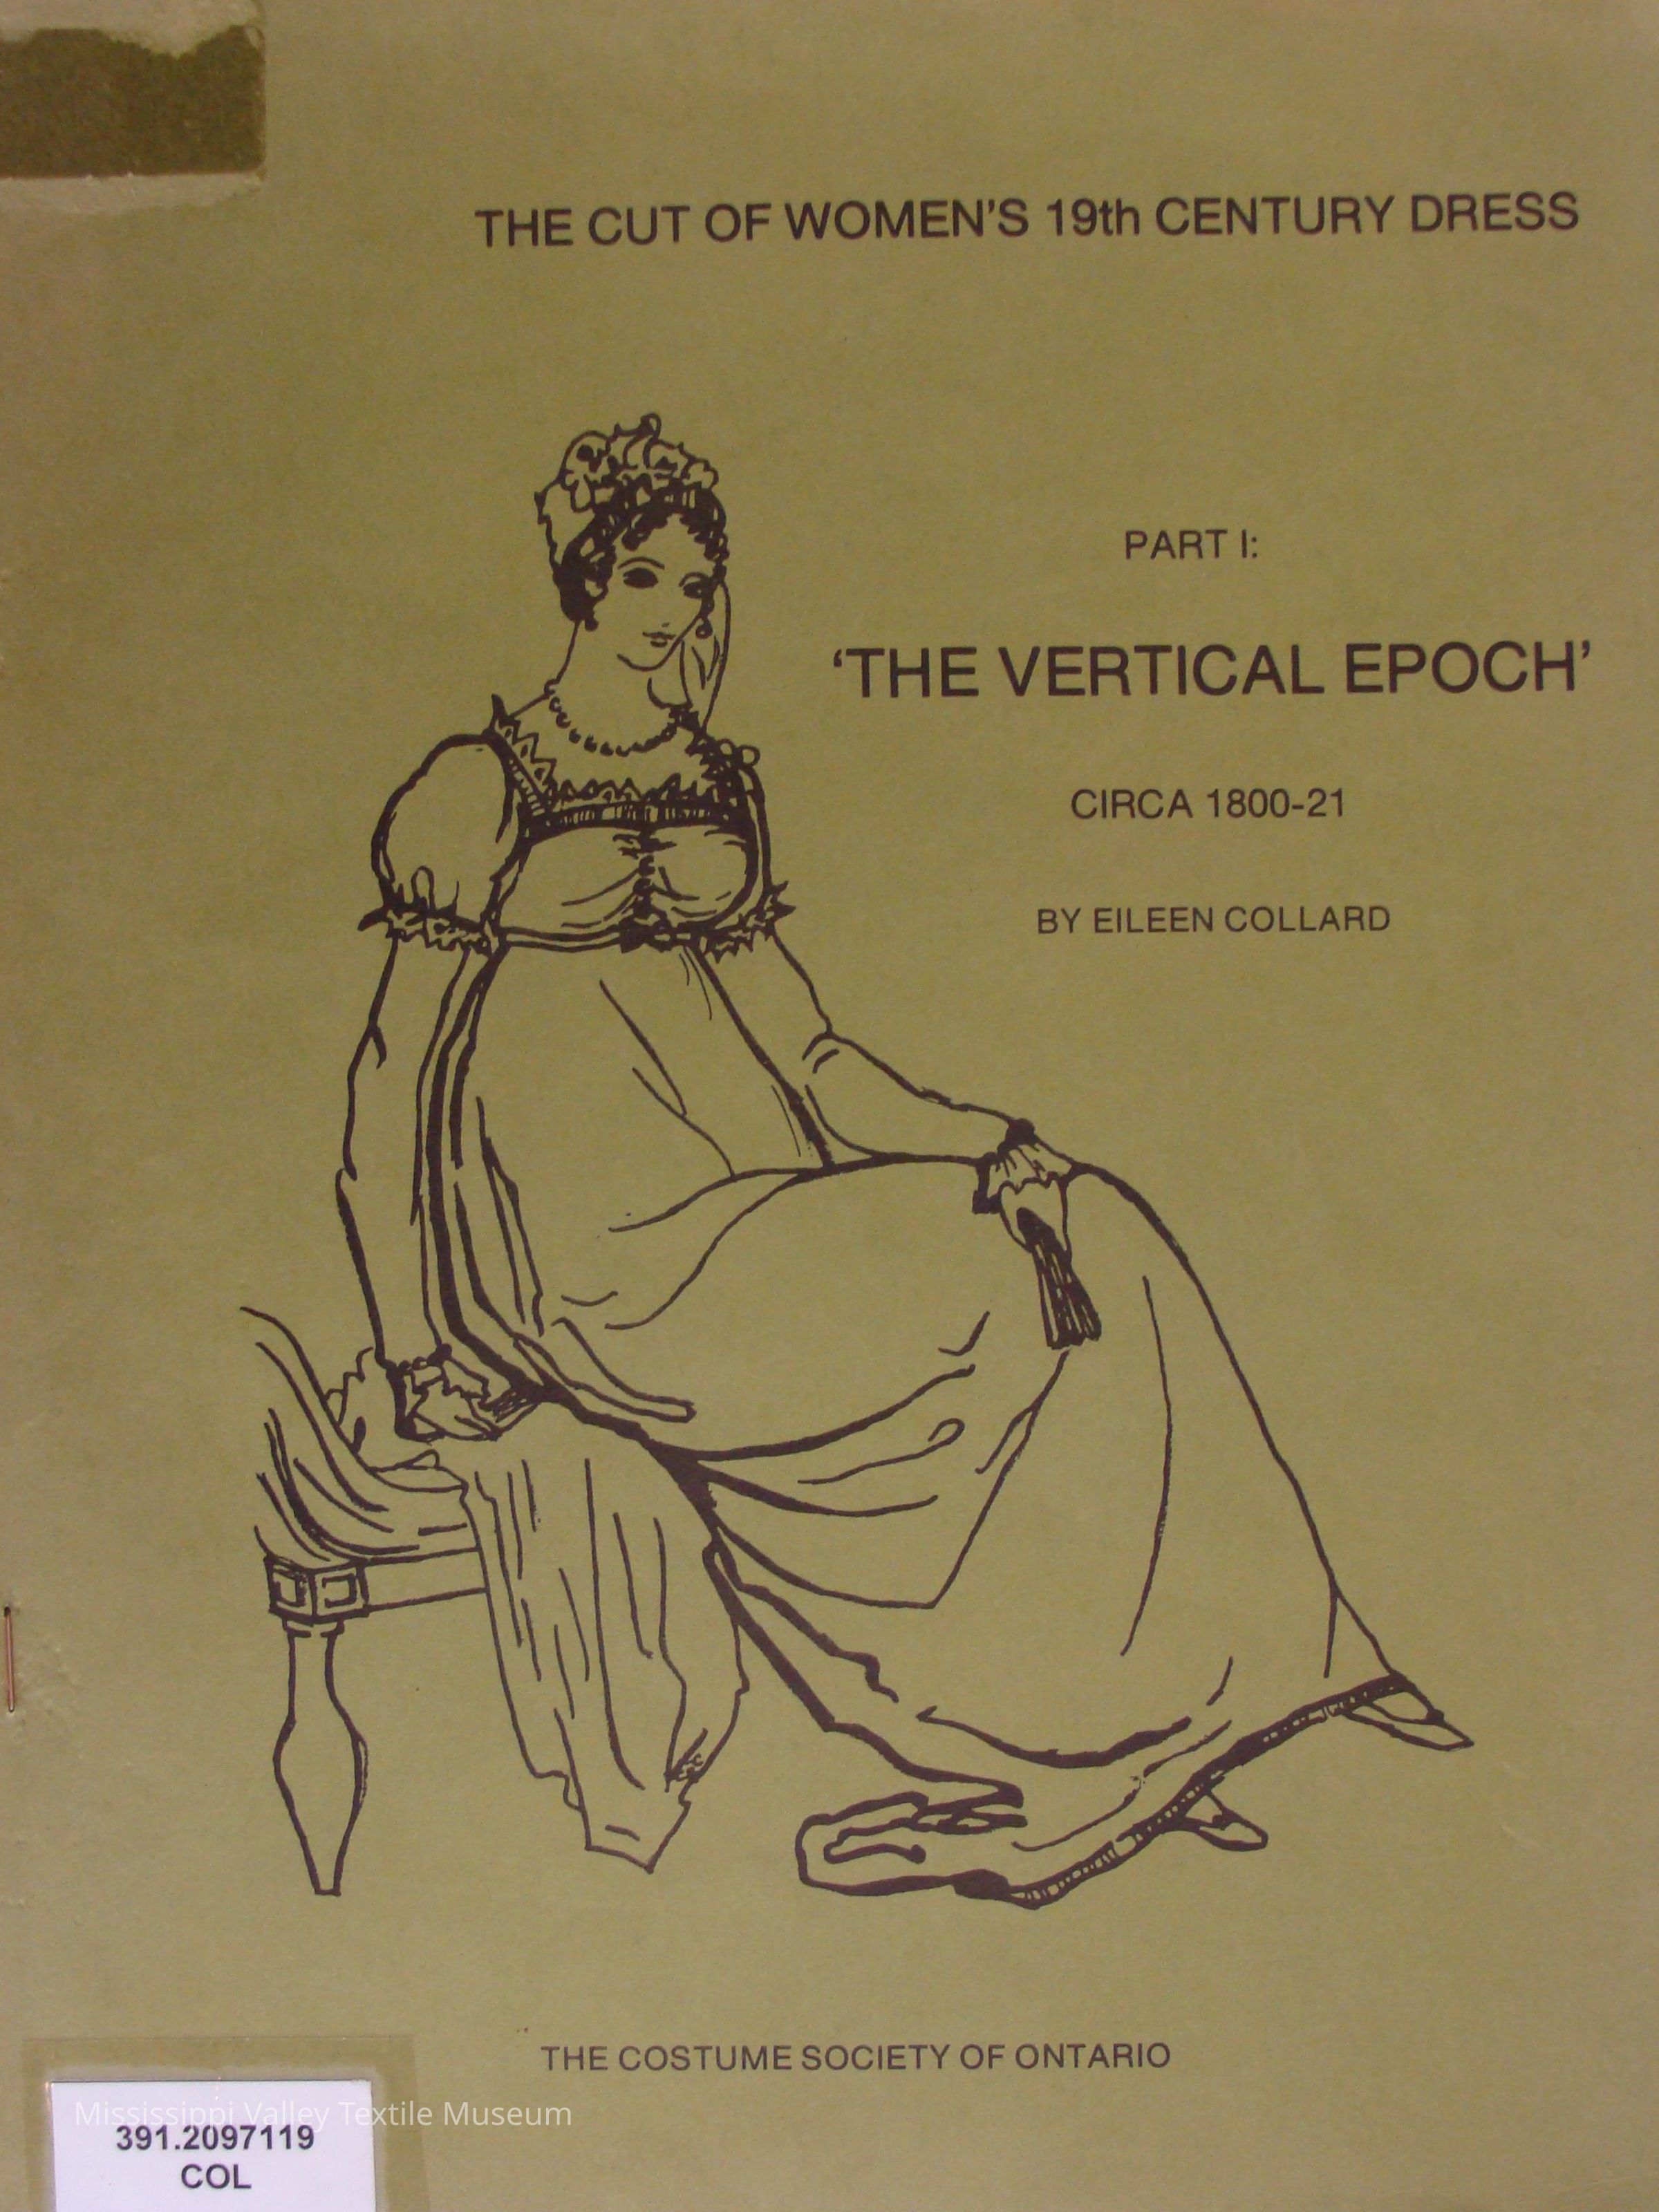 THE CUT OF WOMEN'S 19th CENTURY DRESS
PART I:
‘THE VERTICAL EPOCH’
CIRCA 1800-21
BY EILEEN COLLARD
THE COSTUME SOCIETY OF ONTARIO
Mississippi Valley Textile Museum
391.2097119
COL